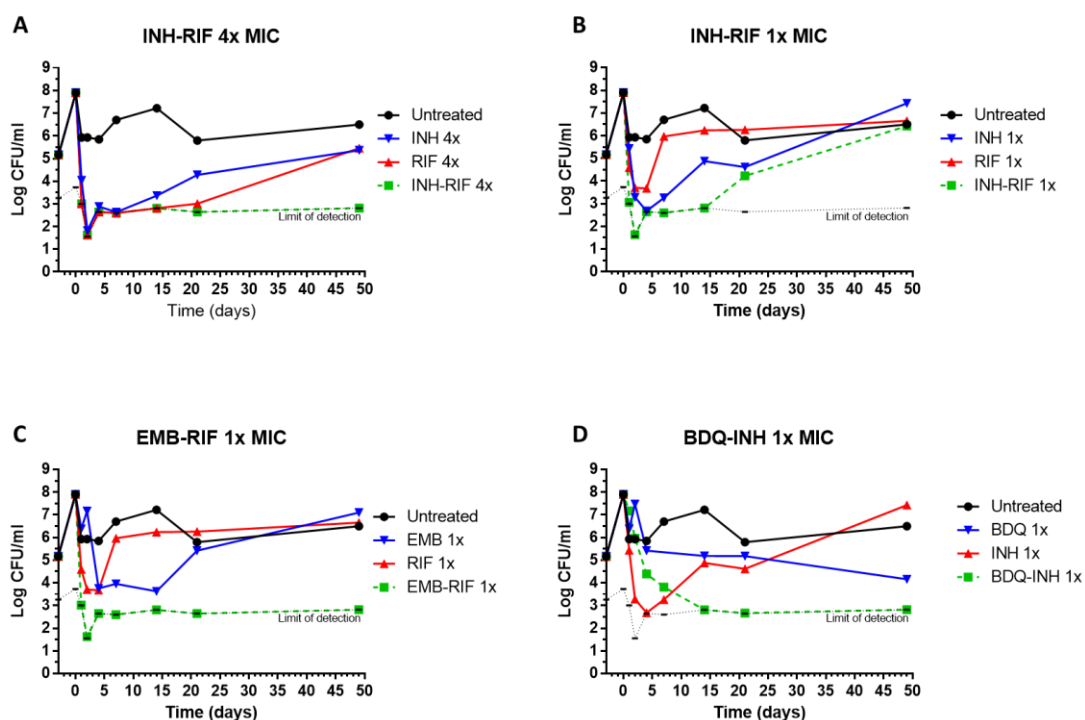 A
INH-RIF 4x MIC
Log CFU/ml
9
8
7
6
5
4
3
2
1
0
Untreated
INH 4x
RIF 4x
INH-RIF 4x
Limit of detection
0 5 10 15 20 25 30 35 40 45 50
Time (days)
B
INH-RIF 1x MIC
Log CFU/ml
9
8
7
6
5
4
3
2
1
0
Untreated
INH 1x
RIF 1x
INH-RIF 1x
Limit of detection
0 5 10 15 20 25 30 35 40 45 50
Time (days)
C
EMB-RIF 1x MIC
Log CFU/ml
9
8
7
6
5
4
3
2
1
0
Untreated
EMB 1x
RIF 1x
EMB-RIF 1x
Limit of detection
0 5 10 15 20 25 30 35 40 45 50
Time (days)
D
BDQ-INH 1x MIC
Log CFU/ml
9
8
7
6
5
4
3
2
1
0
Untreated
BDQ 1x
INH 1x
BDQ-INH 1x
Limit of detection
0 5 10 15 20 25 30 35 40 45 50
Time (days)